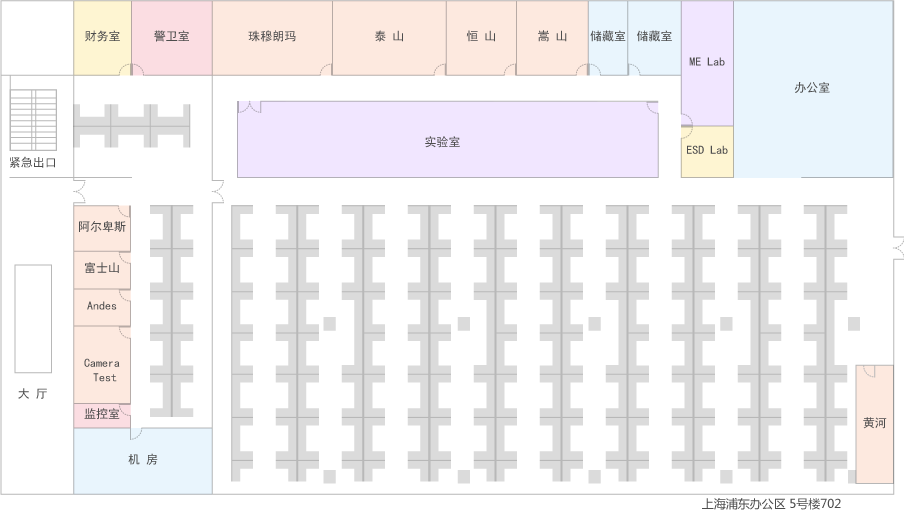 财务室
警卫室
珠穆朗玛
泰 山
恒 山
嵩 山
储藏室
储藏室
ME Lab
办公室
实验室
ESD Lab
紧急出口
阿尔卑斯
富士山
Andes
Camera
Test
大 厅
监控室
黄河
机 房
上海浦东办公区 5号楼702